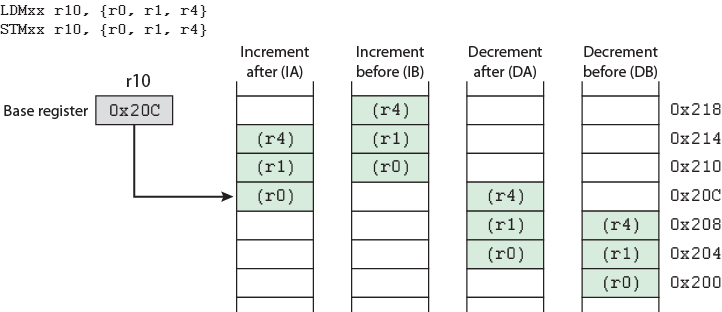 LDMxx r10, {r0, r1, r4}
STMxx r10, {r0, r1, r4}
Increment after (IA)
Increment before (IB)
Decrement after (DA)
Decrement before (DB)
r10
Base register
0x20C
(r4)
0x218
(r4)
(r1)
0x214
(r1)
(r0)
0x210
(r0)
(r4)
0x20C
(r1)
(r4)
0x208
(r0)
(r1)
0x204
(r0)
0x200